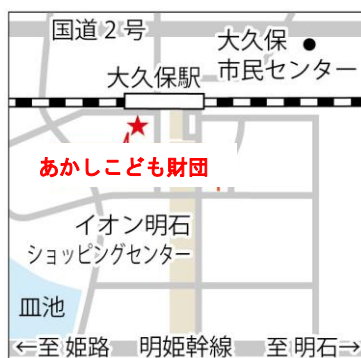 国道2号
大久保
市民センター
大久保駅
あかしこども財団
イオン明石
ショッピングセンター
皿池
←至 姫路
明姫幹線
至 明石→